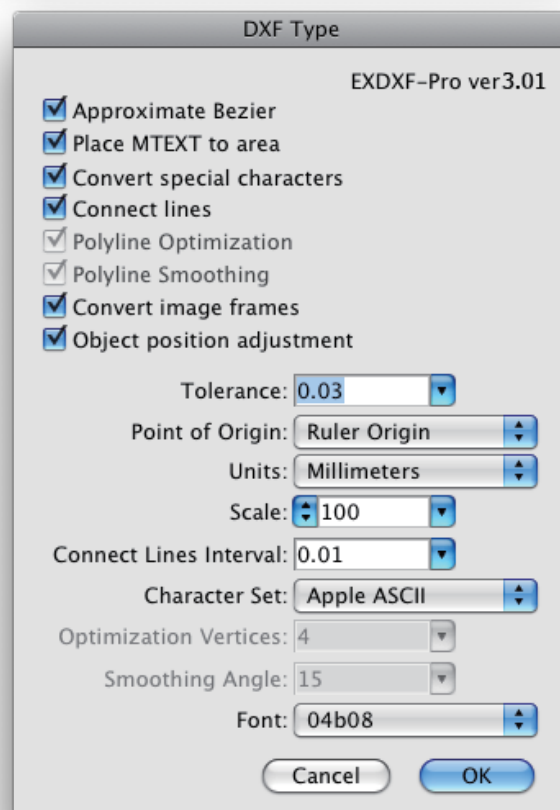 DXF Type
EXDXF-Pro ver3.01
Approximate Bezier
Place MTEXT to area
Convert special characters
Connect lines
Polyline Optimization
Polyline Smoothing
Convert image frames
Object position adjustment
Tolerance: 0.03
Point of Origin: Ruler Origin
Units: Millimeters
Scale: 100
Connect Lines Interval: 0.01
Character Set: Apple ASCII
Optimization Vertices: 4
Smoothing Angle: 15
Font: 04b08
Cancel OK